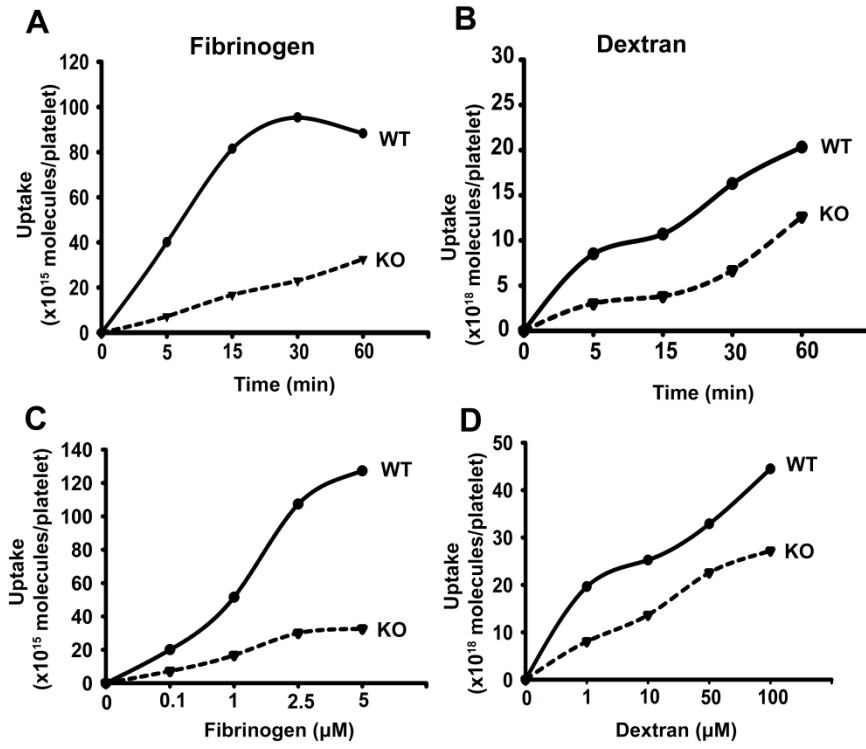 A
Fibrinogen
Uptake
(x10¹⁵ molecules/platelet)
120
100
80
60
40
20
0
WT
KO
0 5 15 30 60
Time (min)
B
Dextran
Uptake
(x10¹⁸ molecules/platelet)
30
25
20
15
10
5
0
WT
KO
0 5 15 30 60
Time (min)
C
Uptake
(x10¹⁵ molecules/platelet)
140
120
100
80
60
40
20
0
WT
KO
0 0.1 1 2.5 5
Fibrinogen (µM)
D
Uptake
(x10¹⁸ molecules/platelet)
50
40
30
20
10
0
WT
KO
0 1 10 50 100
Dextran (µM)